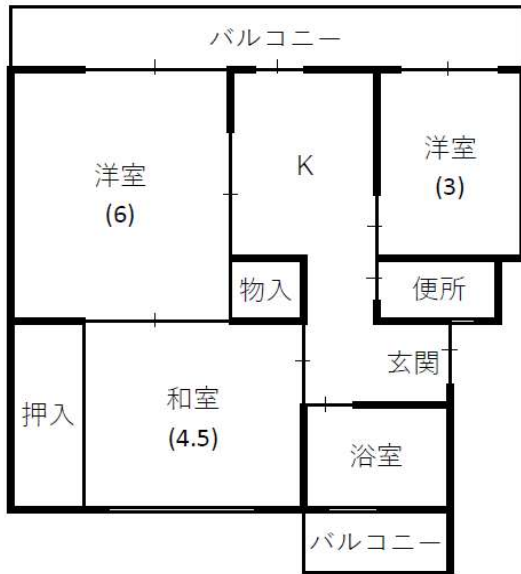 バルコニー
洋室
(6)
K
洋室
(3)
物入
便所
玄関
押入
和室
(4.5)
浴室
バルコニー